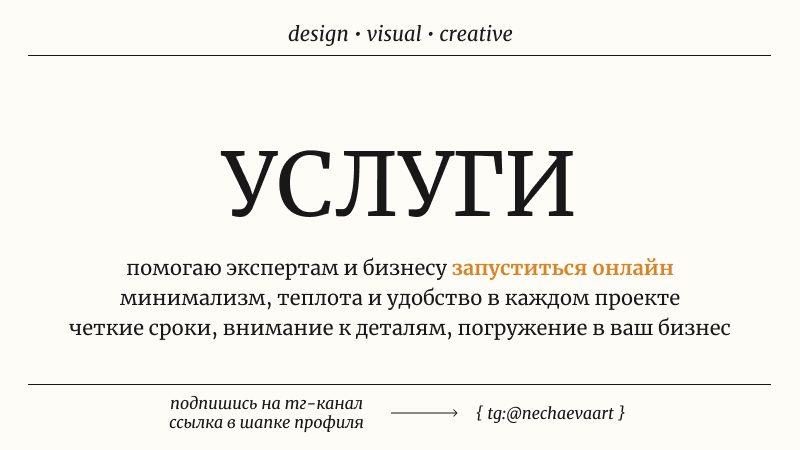 design • visual • creative
УСЛУГИ
помогаю экспертам и бизнесу запуститься онлайн
минимализм, теплота и удобство в каждом проекте
четкие сроки, внимание к деталям, погружение в ваш бизнес
подпишись на тг-канал
ссылка в шапке профиля
{ tg:@nechaevaart }